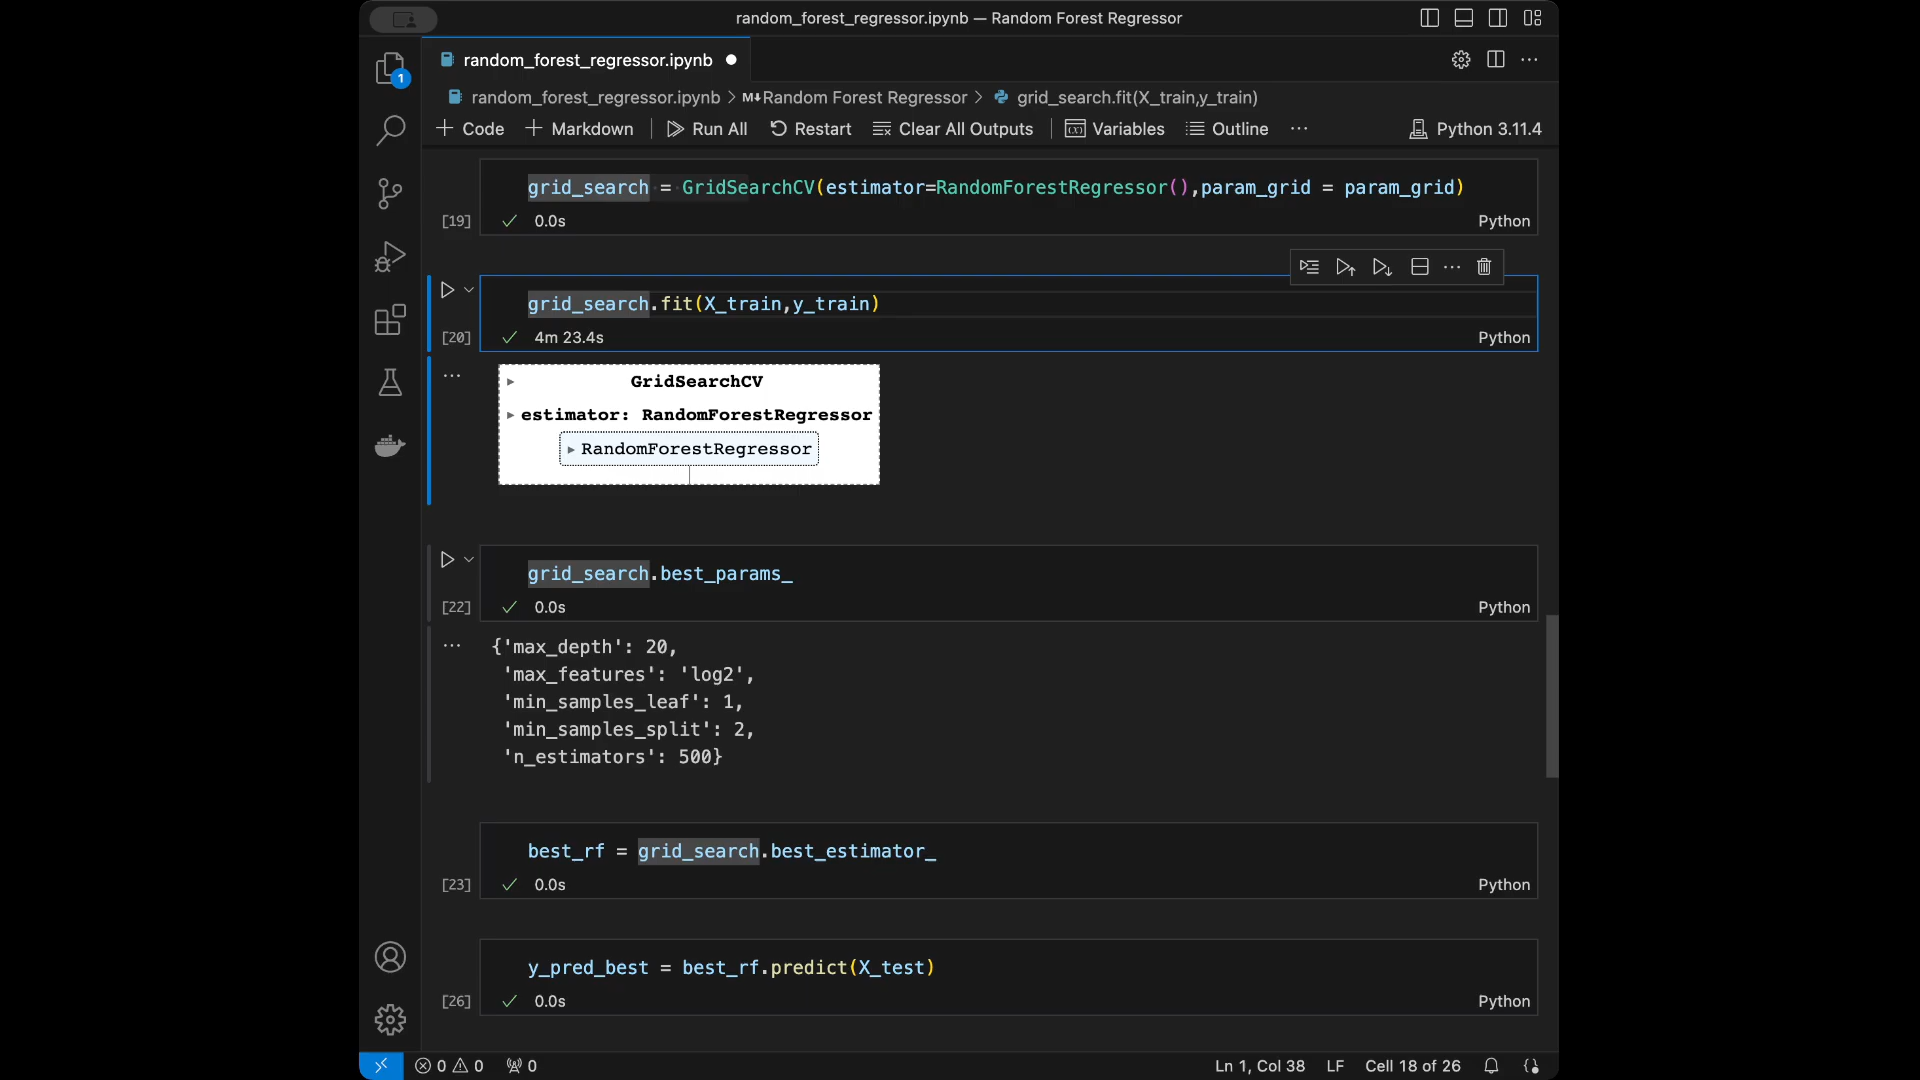 random_forest_regressor.ipynb — Random Forest Regressor
random_forest_regressor.ipynb
1
random_forest_regressor.ipynb > M↓Random Forest Regressor > grid_search.fit(X_train,y_train)
+ Code + Markdown | Run All Restart Clear All Outputs | Variables Outline ... Python 3.11.4
grid_search = GridSearchCV(estimator=RandomForestRegressor(),param_grid = param_grid)
[19] ✓ 0.0s Python
grid_search.fit(X_train,y_train)
[20] ✓ 4m 23.4s Python
GridSearchCV
estimator: RandomForestRegressor
RandomForestRegressor
grid_search.best_params_
[22] ✓ 0.0s Python
{'max_depth': 20,
'max_features': 'log2',
'min_samples_leaf': 1,
'min_samples_split': 2,
'n_estimators': 500}
best_rf = grid_search.best_estimator_
[23] ✓ 0.0s Python
y_pred_best = best_rf.predict(X_test)
[26] ✓ 0.0s Python
0 0 0 Ln 1, Col 38 LF Cell 18 of 26